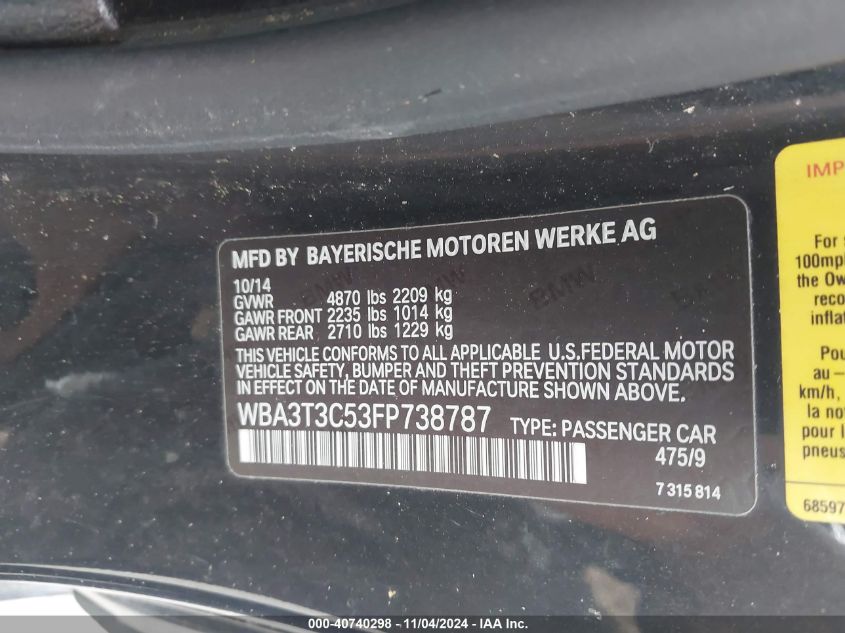 MFD BY BAYERISCHE MOTOREN WERKE AG
10/14
GVWR 4870 lbs 2209 kg
GAWR FRONT 2235 lbs 1014 kg
GAWR REAR 2710 lbs 1229 kg
THIS VEHICLE CONFORMS TO ALL APPLICABLE U.S.FEDERAL MOTOR
VEHICLE SAFETY, BUMPER AND THEFT PREVENTION STANDARDS
IN EFFECT ON THE DATE OF MANUFACTURE SHOWN ABOVE.
WBA3T3C53FP738787 TYPE: PASSENGER CAR
475/9
7 315 814
BMW
IMP
For
100mph
the Ow
reco
inflat
Pou
au –
km/h,
la no
pour l
pneus
68597
000-40740298 - 11/04/2024 - IAA, Inc.